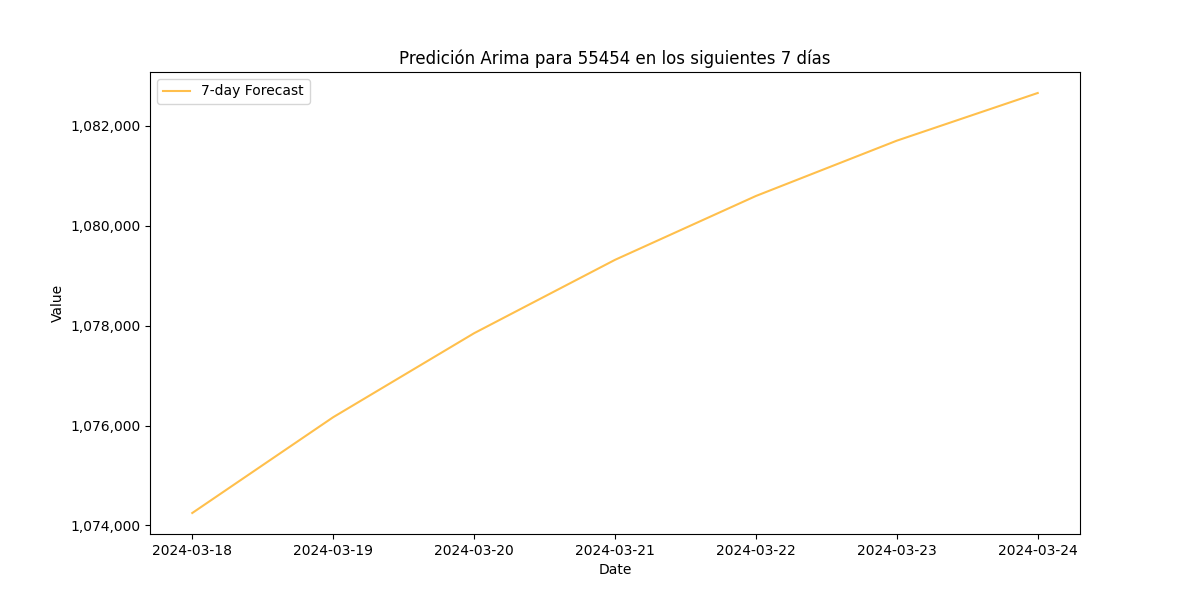 Predición Arima para 55454 en los siguientes 7 días
7-day Forecast
Value
1,082,000
1,080,000
1,078,000
1,076,000
1,074,000
2024-03-18 2024-03-19 2024-03-20 2024-03-21 2024-03-22 2024-03-23 2024-03-24
Date